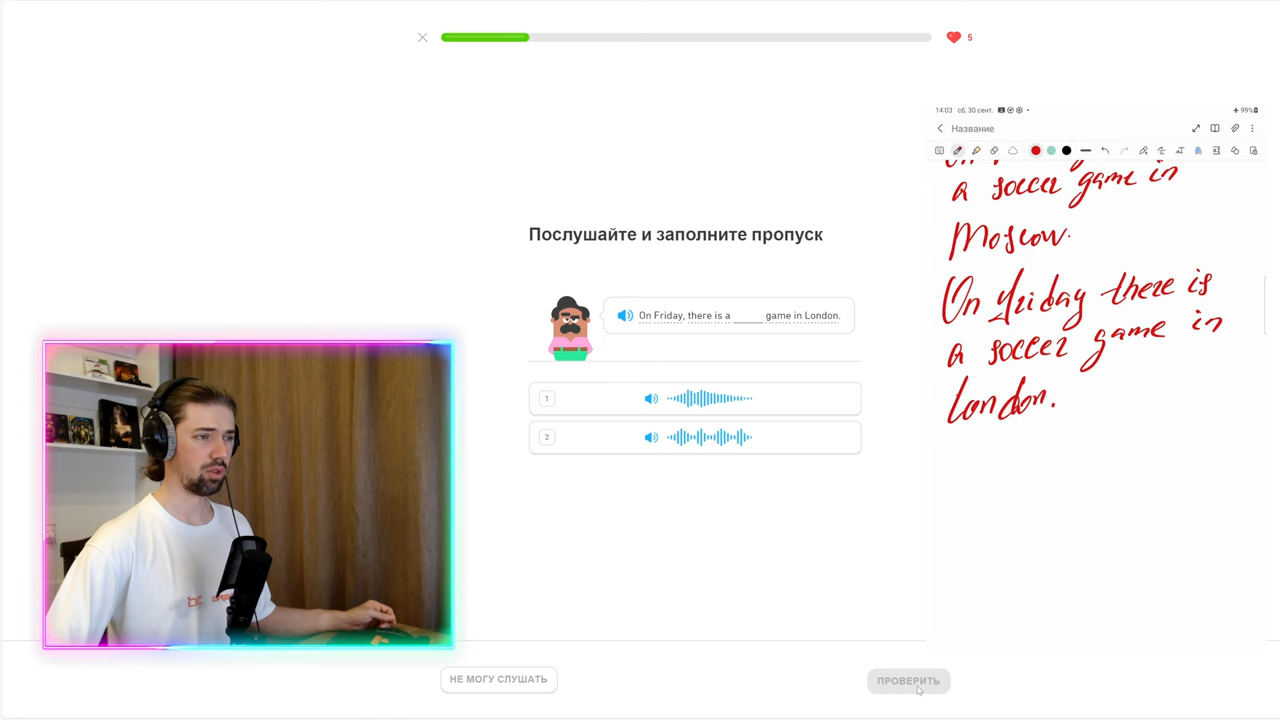 5
Послушайте и заполните пропуск
On Friday, there is a ______ game in London.
1
2
НЕ МОГУ СЛУШАТЬ
ПРОВЕРИТЬ
14:03 сб, 30 сент.
99%
Название
a soccer game in
Moscow.
On Friday there is
a soccer game in
London.